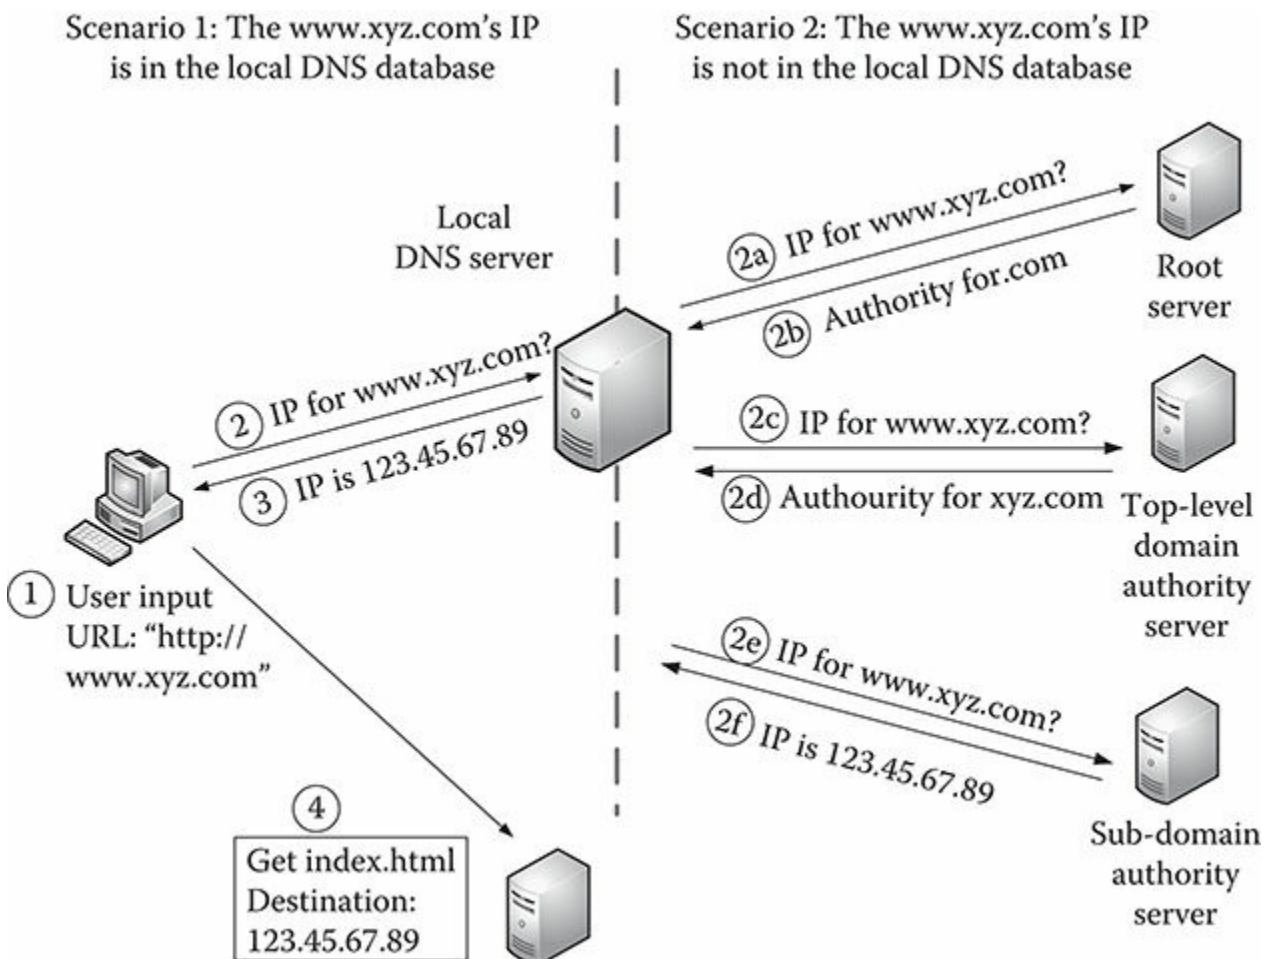 Scenario 1: The www.xyz.com's IP
is in the local DNS database
Scenario 2: The www.xyz.com's IP
is not in the local DNS database
Local
DNS server
2a IP for www.xyz.com?
2b Authority for.com
Root
server
2 IP for www.xyz.com?
3 IP is 123.45.67.89
2c IP for www.xyz.com?
2d Authourity for xyz.com
Top-level
domain
authority
server
1 User input
URL: “http://
www.xyz.com”
2e IP for www.xyz.com?
2f IP is 123.45.67.89
Sub-domain
authority
server
4
Get index.html
Destination:
123.45.67.89